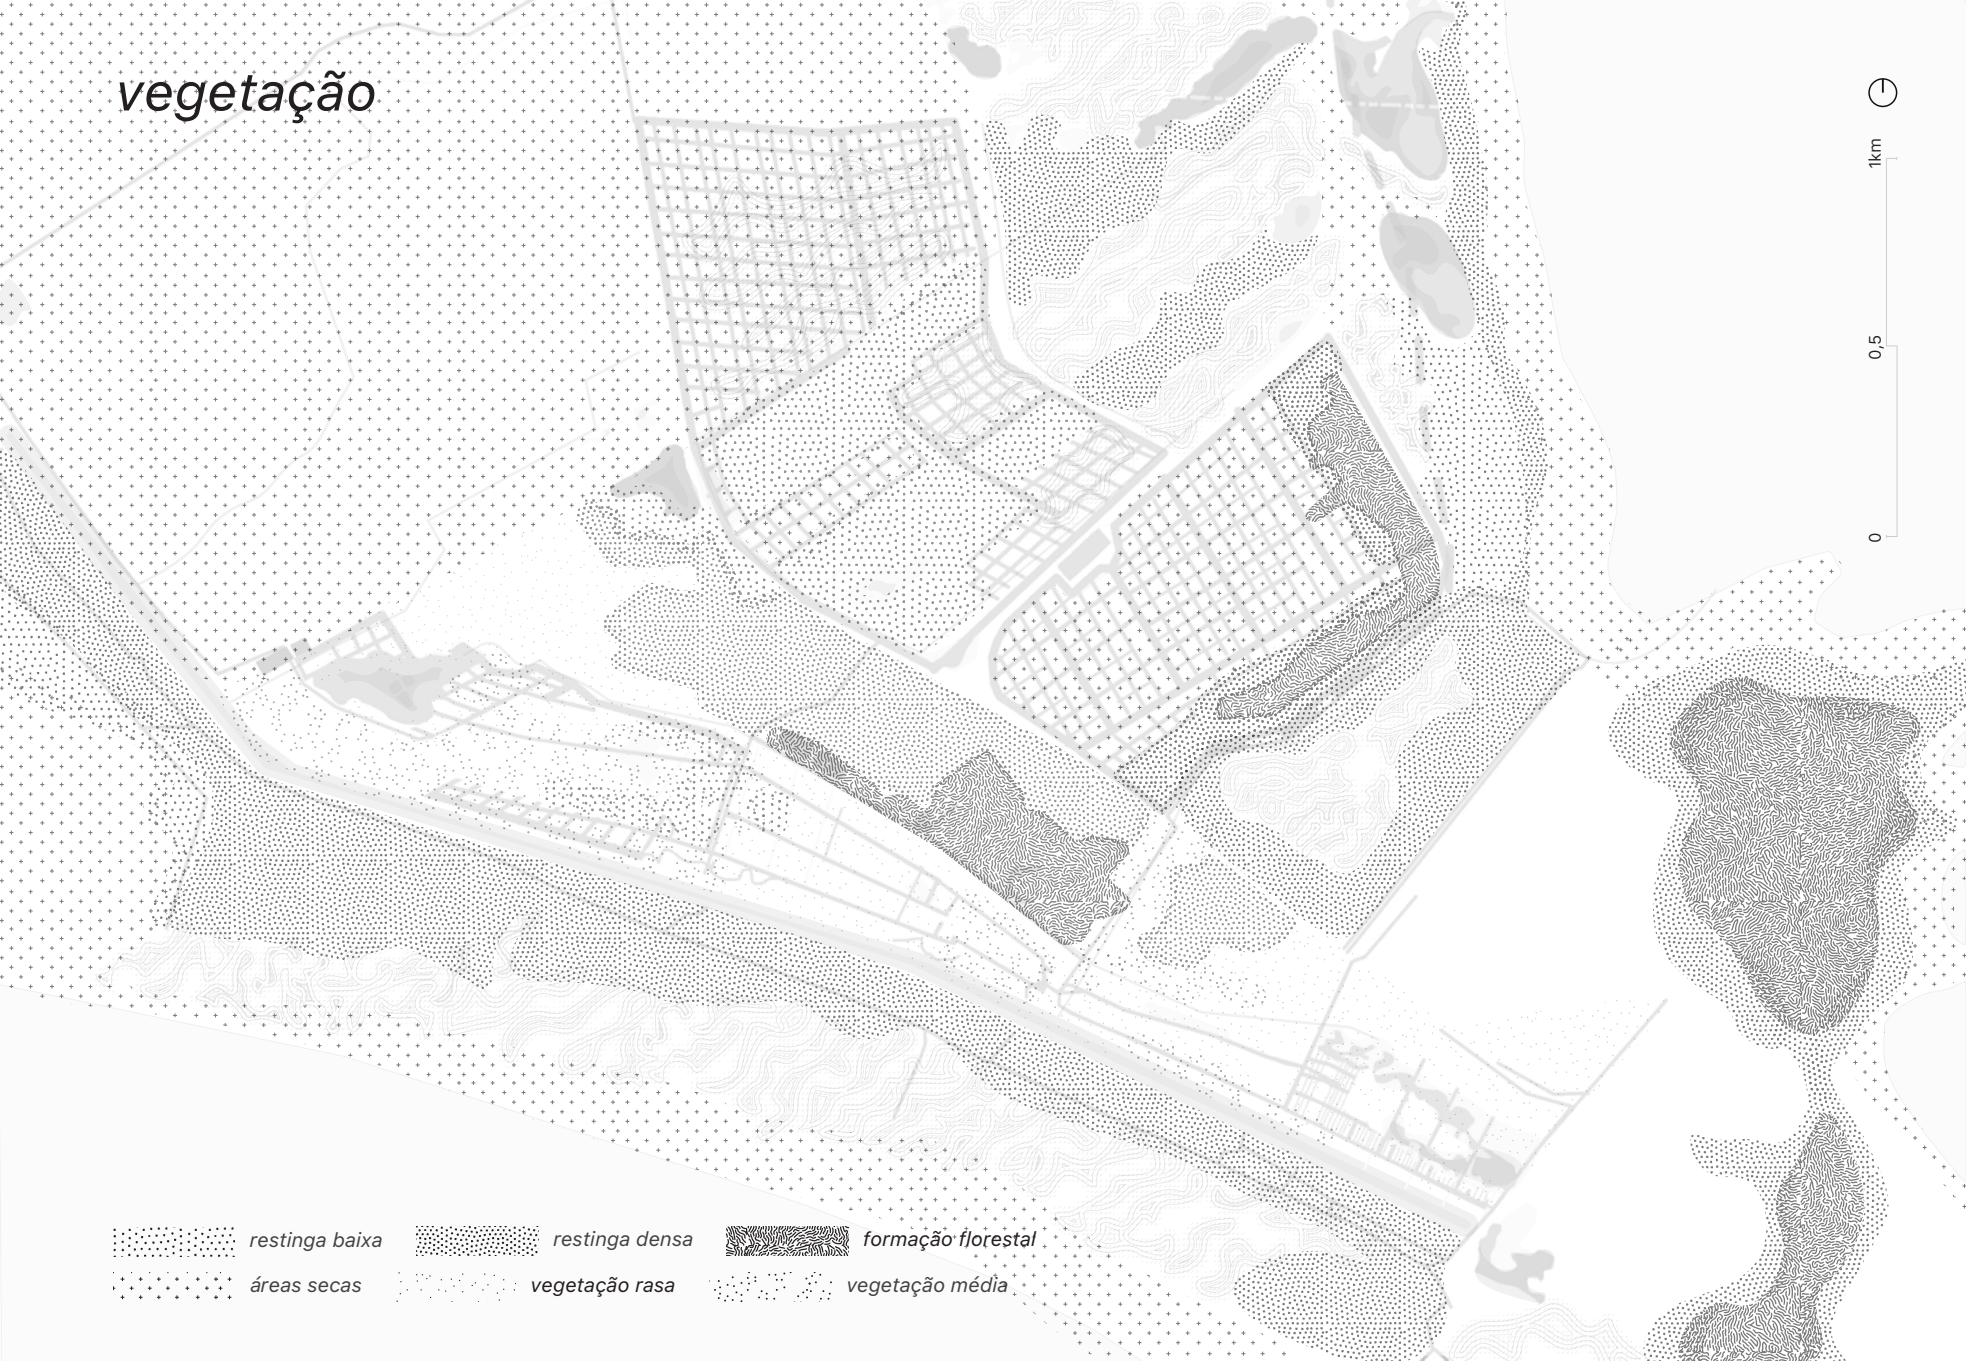 vegetação
1km
0,5
0
restinga baixa
restinga densa
formação florestal
áreas secas
vegetação rasa
vegetação média